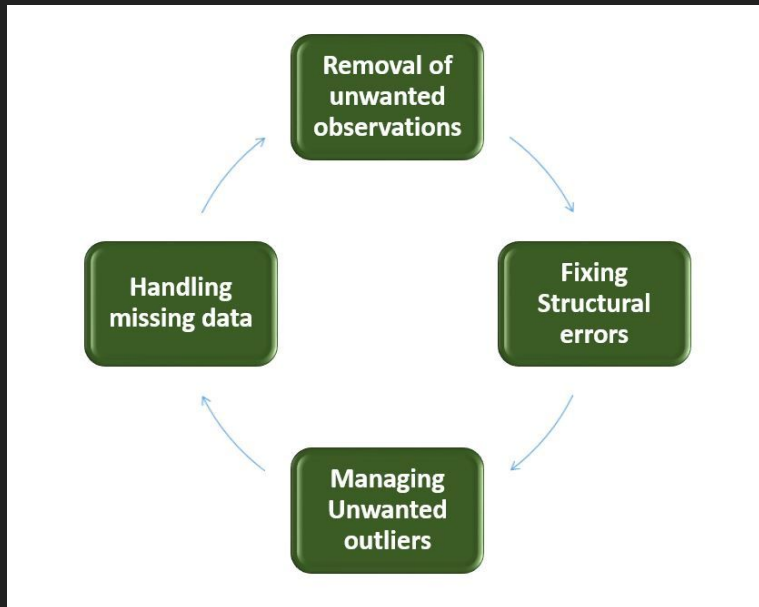 Removal of
unwanted
observations
Fixing
Structural
errors
Managing
Unwanted
outliers
Handling
missing data